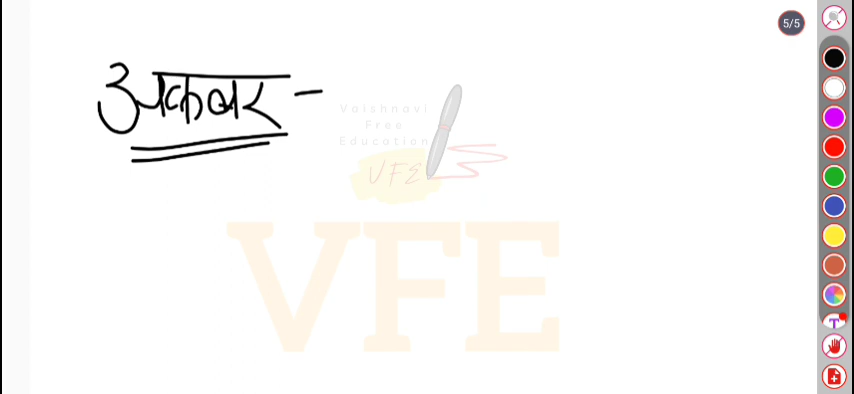 5/5
अकबर -
Vaishnavi
Free
Education
VFE
VFE
T